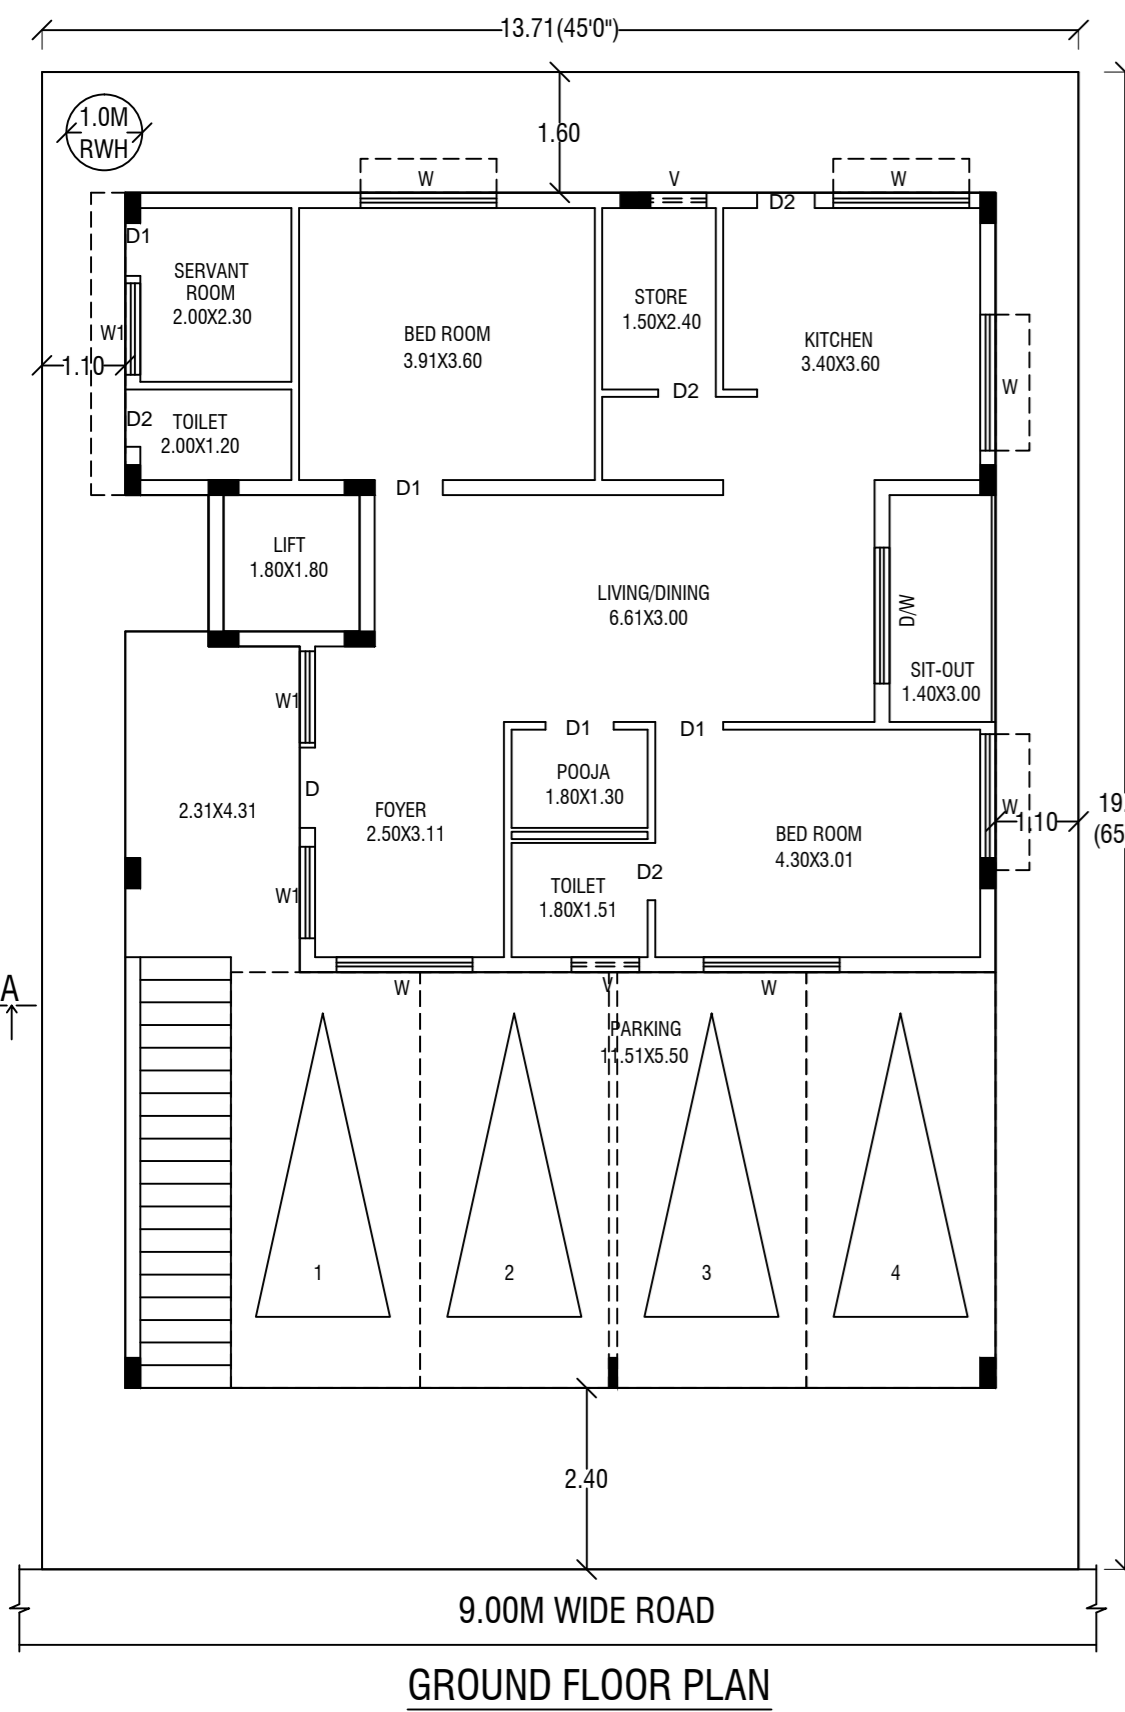 13.71(45'0")
1.0M
RWH
1.60
W
V
W
D2
D1
SERVANT
ROOM
2.00X2.30
W1
1.10
BED ROOM
3.91X3.60
STORE
1.50X2.40
KITCHEN
3.40X3.60
W
D2
D2
TOILET
2.00X1.20
D1
LIFT
1.80X1.80
LIVING/DINING
6.61X3.00
D/W
SIT-OUT
1.40X3.00
W1
D1
D1
POOJA
1.80X1.30
D
2.31X4.31
FOYER
2.50X3.11
BED ROOM
4.30X3.01
W
1.10
19.
(65
D2
TOILET
1.80X1.51
W1
W
V
W
A
PARKING
11.51X5.50
1
2
3
4
2.40
9.00M WIDE ROAD
GROUND FLOOR PLAN